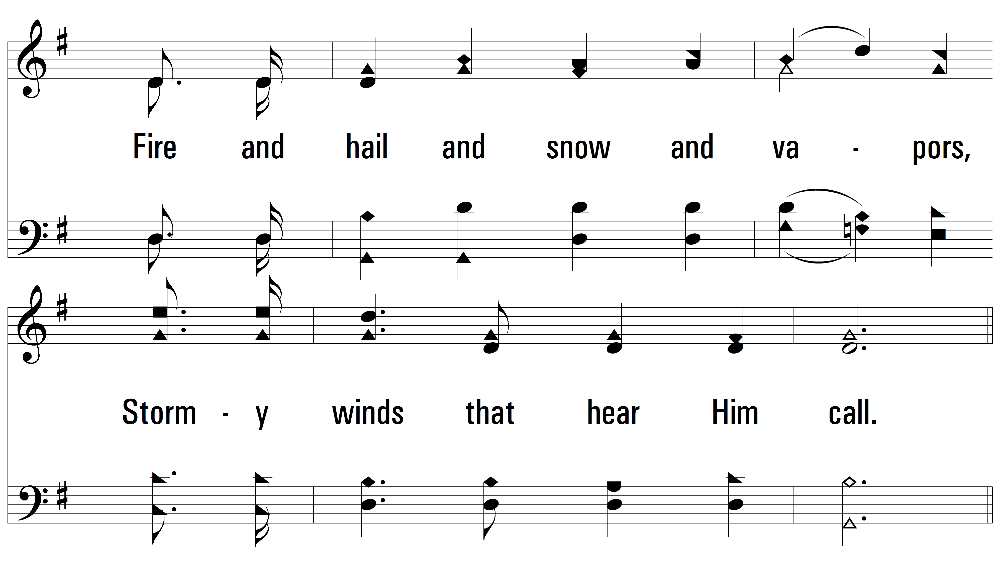 Fire and hail and snow and va - pors,
Storm - y winds that hear Him call.